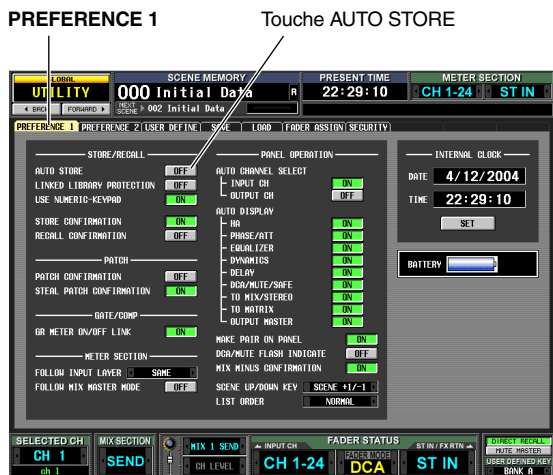 PREFERENCE 1 Touche AUTO STORE
GLOBAL SCENE MEMORY PRESENT TIME METER SECTION
UTILITY 000 Initial Data R 22:29:10 CH 1-24 ST IN
BACK FORWARD NEXT SCENE 002 Initial Data
PREFERENCE 1 PREFERENCE 2 USER DEFINE SAVE LOAD FADER ASSIGN SECURITY
STORE/RECALL
AUTO STORE OFF
LINKED LIBRARY PROTECTION OFF
USE NUMERIC-KEYPAD ON
STORE CONFIRMATION ON
RECALL CONFIRMATION OFF
PATCH
PATCH CONFIRMATION OFF
STEAL PATCH CONFIRMATION ON
GATE/COMP
GR METER ON/OFF LINK ON
METER SECTION
FOLLOW INPUT LAYER SAME
FOLLOW MIX MASTER MODE OFF
PANEL OPERATION
AUTO CHANNEL SELECT
INPUT CH ON
OUTPUT CH OFF
AUTO DISPLAY
HA ON
PHASE/ATT ON
EQUALIZER ON
DYNAMICS ON
DELAY ON
DCA/MUTE/SAFE ON
TO MIX/STEREO ON
TO MATRIX ON
OUTPUT MASTER ON
MAKE PAIR ON PANEL ON
DCA/MUTE FLASH INDICATE OFF
MIX MINUS CONFIRMATION ON
SCENE UP/DOWN KEY SCENE +1/-1
LIST ORDER NORMAL
INTERNAL CLOCK
DATE 4/12/2004
TIME 22:29:10
SET
BATTERY
SELECTED CH MIX SECTION MIX 1 SEND INPUT CH FADER STATUS ST IN / FX RTN DIRECT RECALL
MUTE MASTER
CH 1 SEND CH LEVEL CH 1-24 FADER MODE DCA ST IN USER DEFINED KEY
ch 1 BANK A